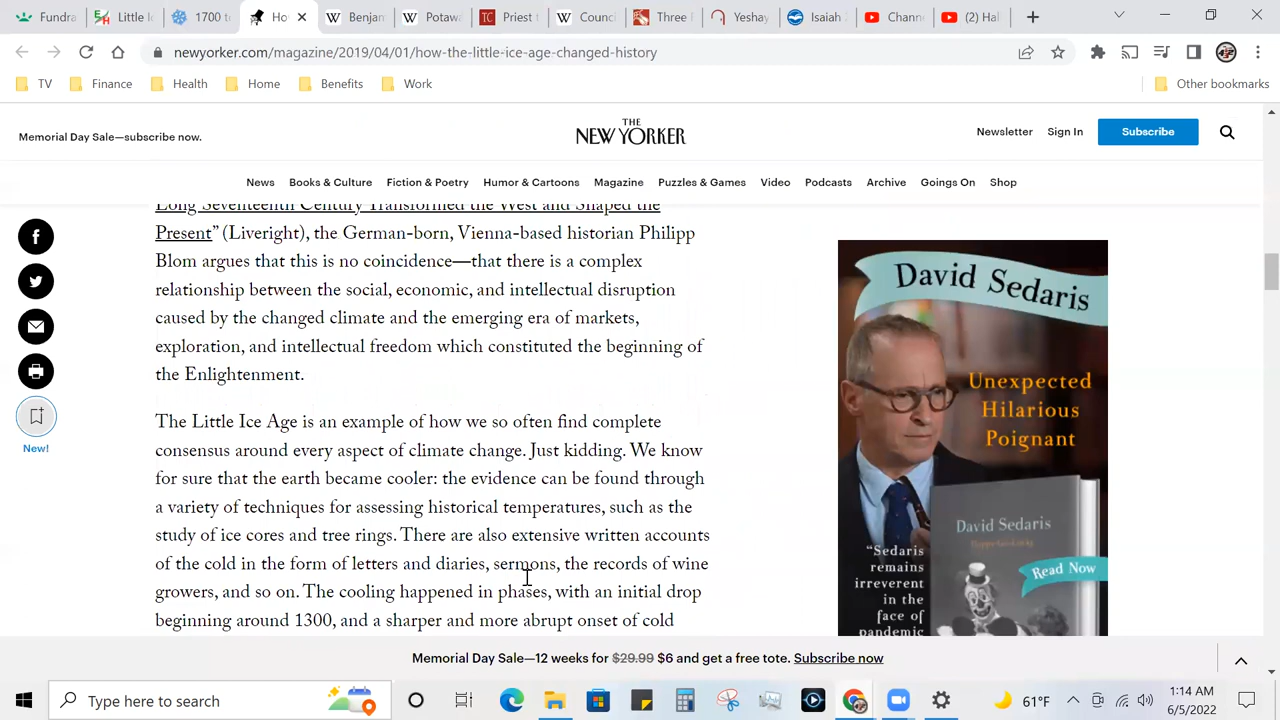 Fundra
Little I
1700 t
Ho
Benjan
Potawa
Priest
Counci
Three F
Yeshay
Isaiah
Chann
(2) Hal
newyorker.com/magazine/2019/04/01/how-the-little-ice-age-changed-history
TV
Finance
Health
Home
Benefits
Work
Other bookmarks
Memorial Day Sale—subscribe now.
THE
NEW YORKER
Newsletter
Sign In
Subscribe
News
Books & Culture
Fiction & Poetry
Humor & Cartoons
Magazine
Puzzles & Games
Video
Podcasts
Archive
Goings On
Shop
New!
Long Seventeenth Century Transformed the West and Shaped the
Present” (Liveright), the German-born, Vienna-based historian Philipp
Blom argues that this is no coincidence—that there is a complex
relationship between the social, economic, and intellectual disruption
caused by the changed climate and the emerging era of markets,
exploration, and intellectual freedom which constituted the beginning of
the Enlightenment.
The Little Ice Age is an example of how we so often find complete
consensus around every aspect of climate change. Just kidding. We know
for sure that the earth became cooler: the evidence can be found through
a variety of techniques for assessing historical temperatures, such as the
study of ice cores and tree rings. There are also extensive written accounts
of the cold in the form of letters and diaries, sermons, the records of wine
growers, and so on. The cooling happened in phases, with an initial drop
beginning around 1300, and a sharper and more abrupt onset of cold
David Sedaris
Unexpected
Hilarious
Poignant
David Sedaris
Read Now
“Sedaris
remains
irreverent
in the
face of
pandemic
Memorial Day Sale—12 weeks for $29.99 $6 and get a free tote. Subscribe now
Type here to search
61°F
1:14 AM
6/5/2022